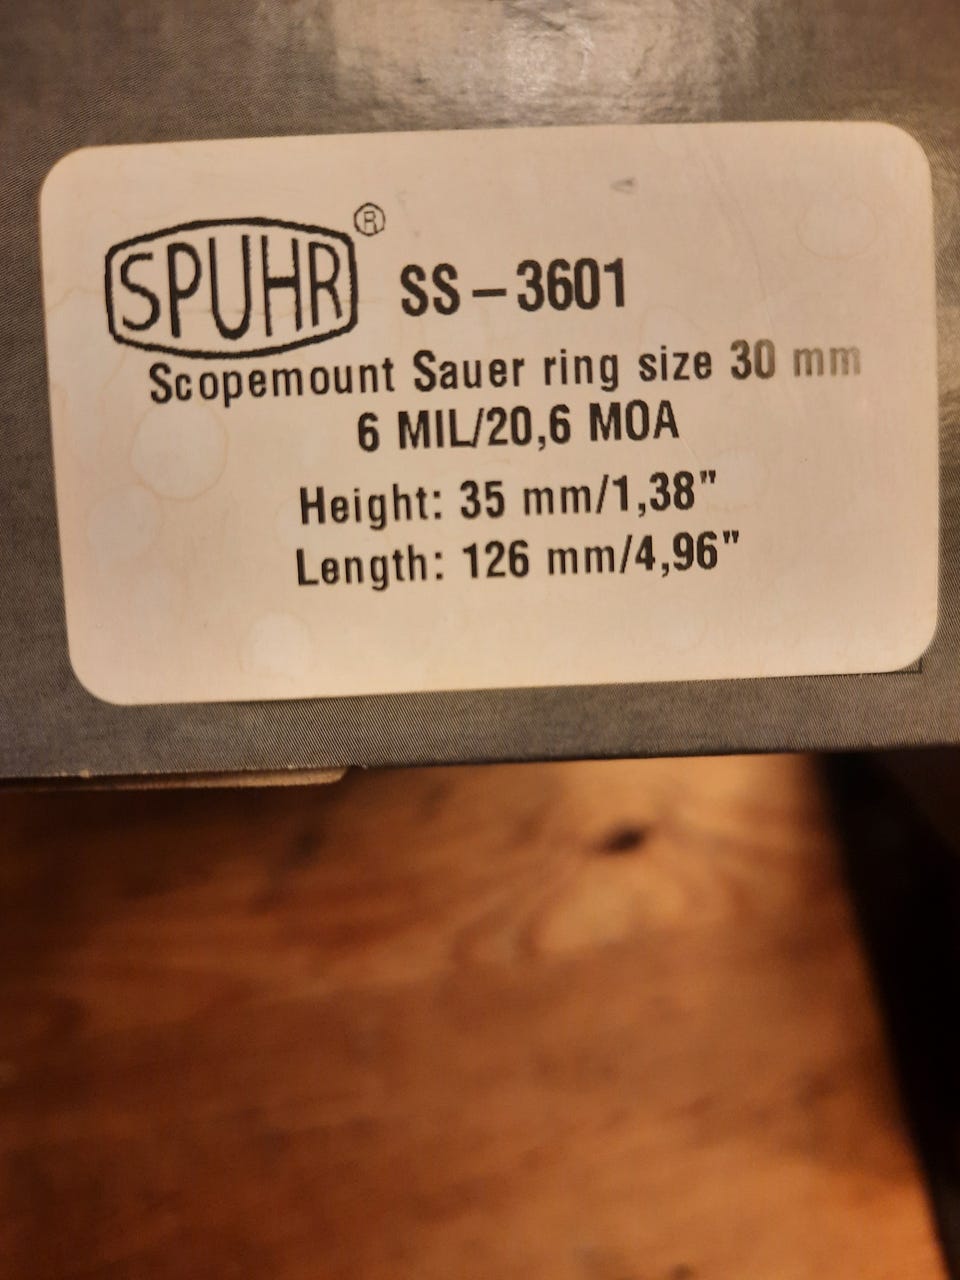 SPUHR® SS-3601
Scopemount Sauer ring size 30 mm
6 MIL/20,6 MOA
Height: 35 mm/1,38"
Length: 126 mm/4,96"